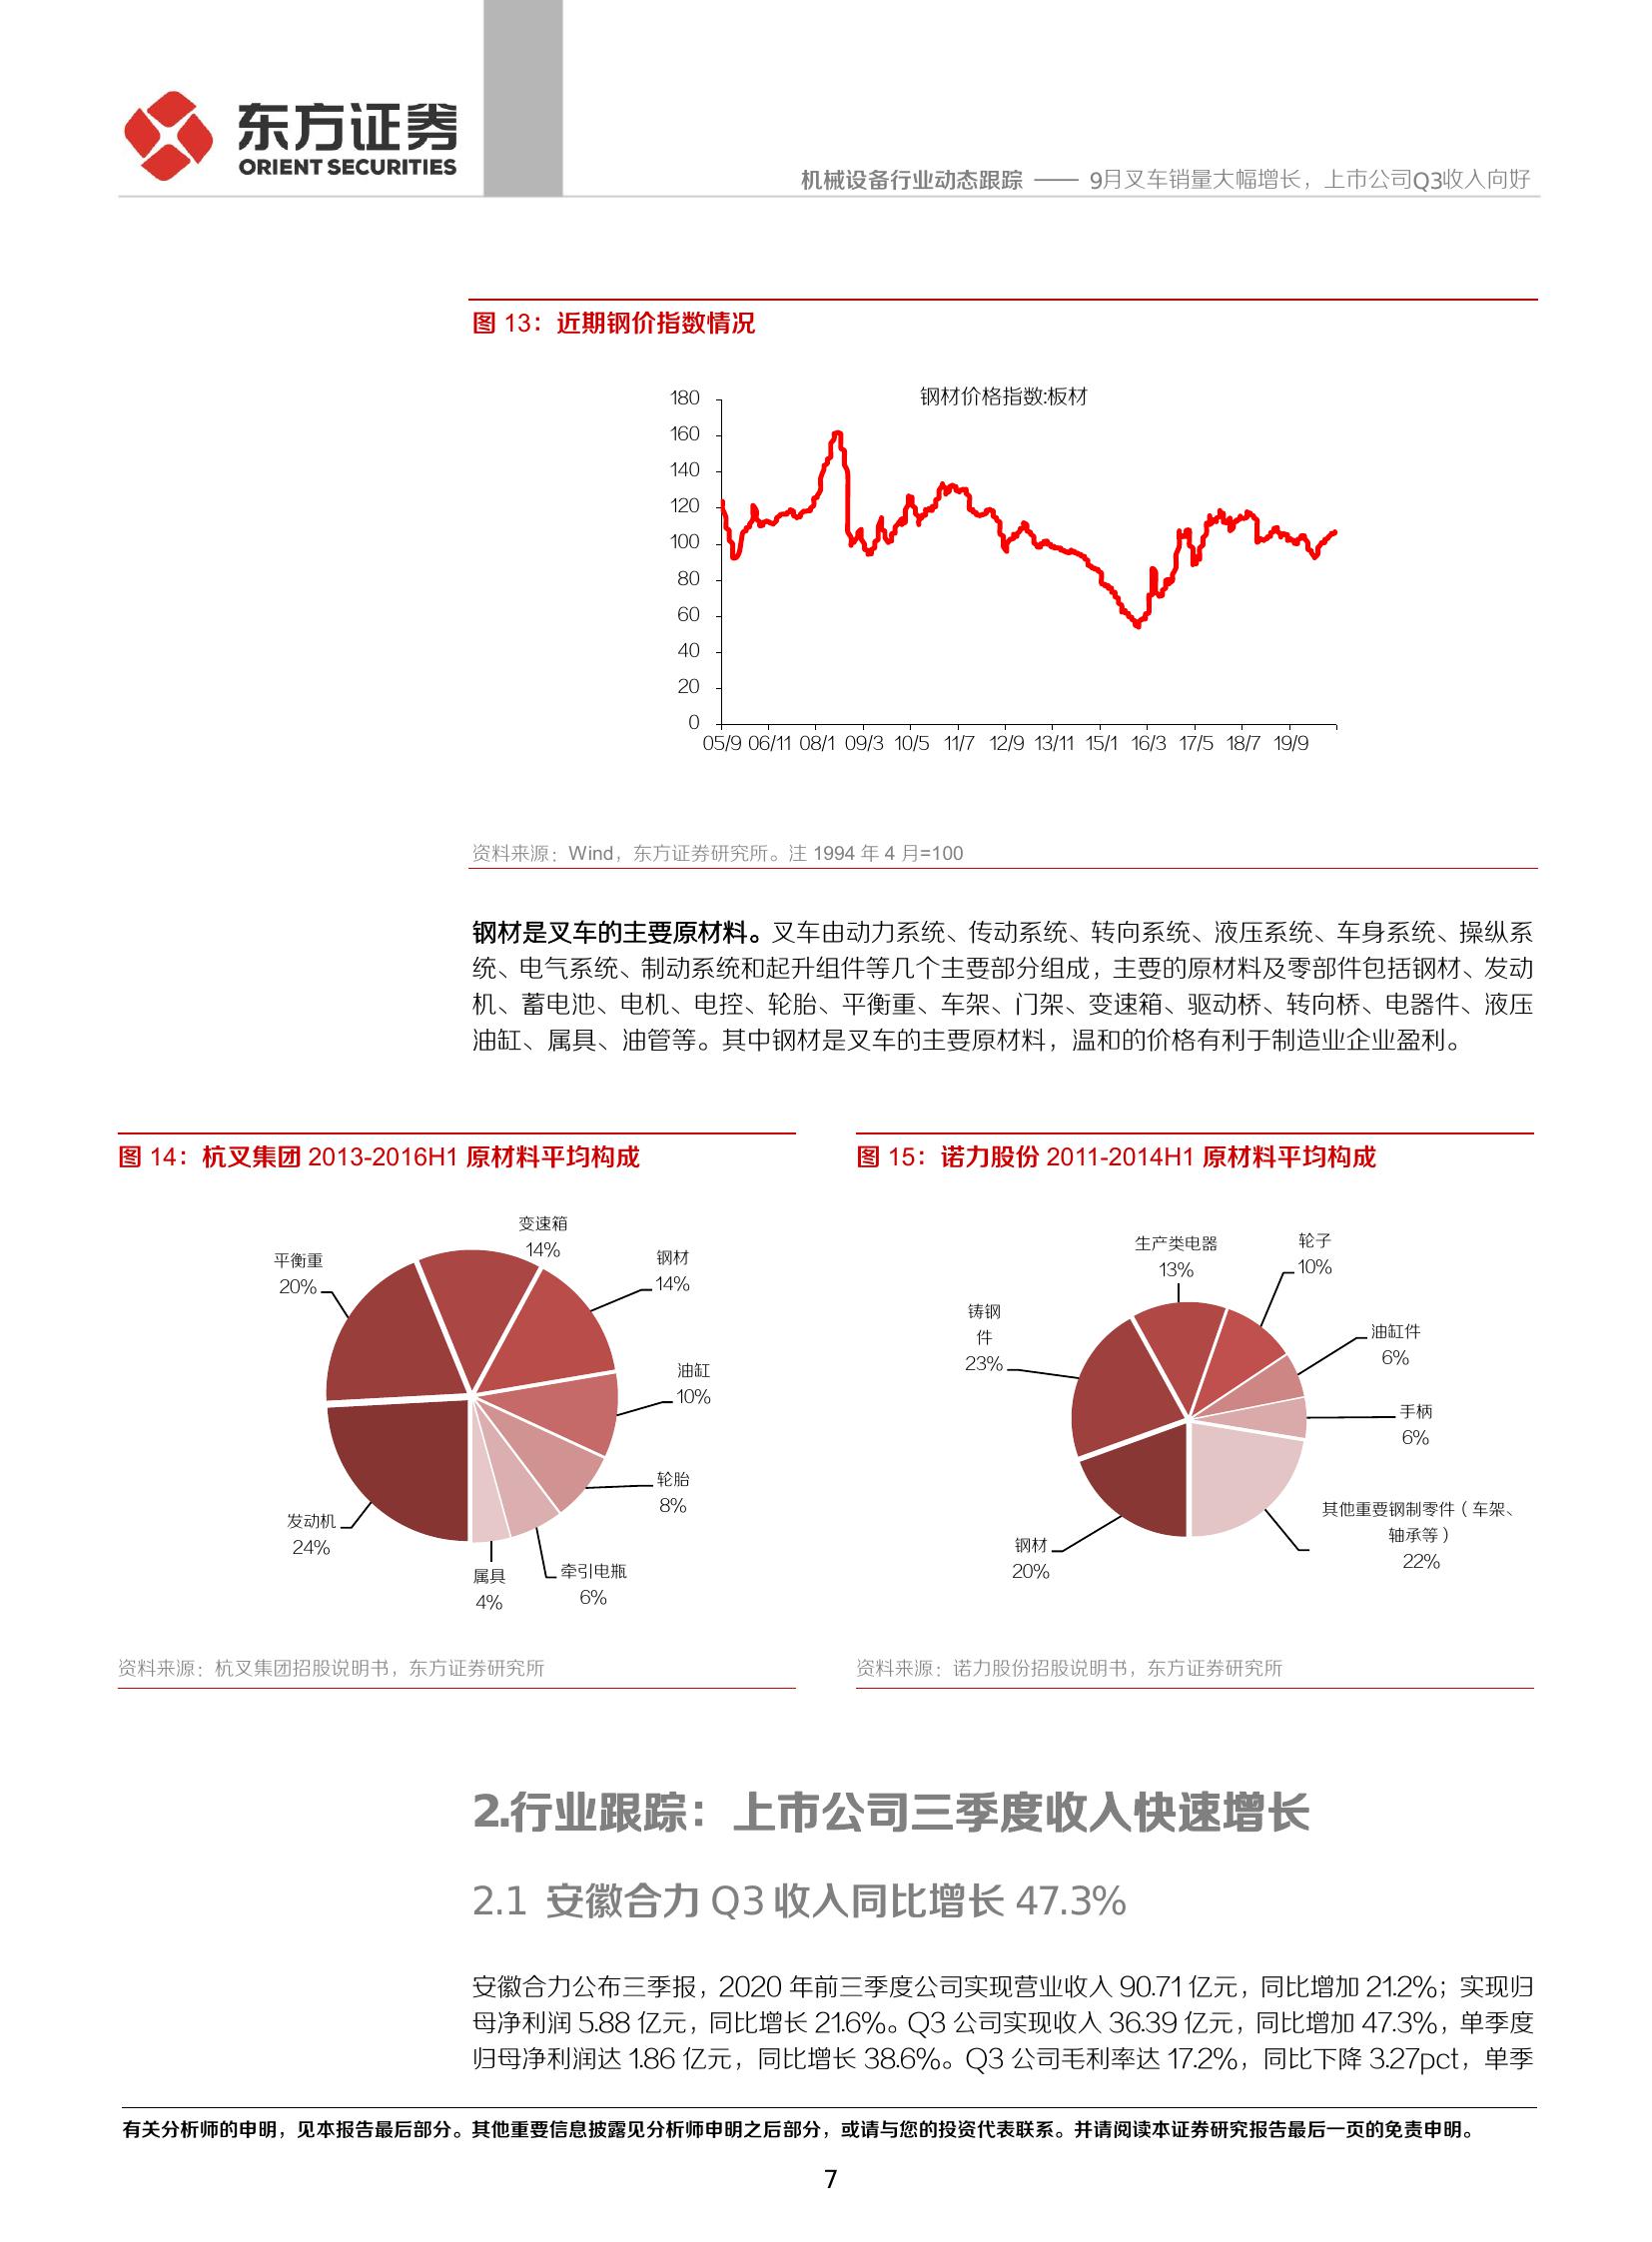 东方证券
ORIENT SECURITIES
机械设备行业动态跟踪 —— 9月叉车销量大幅增长，上市公司Q3收入向好
图 13：近期钢价指数情况
钢材价格指数:板材
180
160
140
120
100
80
60
40
20
0
05/9 06/11 08/1 09/3 10/5 11/7 12/9 13/11 15/1 16/3 17/5 18/7 19/9
资料来源：Wind，东方证券研究所。注 1994 年 4 月=100
钢材是叉车的主要原材料。叉车由动力系统、传动系统、转向系统、液压系统、车身系统、操纵系
统、电气系统、制动系统和起升组件等几个主要部分组成，主要的原材料及零部件包括钢材、发动
机、蓄电池、电机、电控、轮胎、平衡重、车架、门架、变速箱、驱动桥、转向桥、电器件、液压
油缸、属具、油管等。其中钢材是叉车的主要原材料，温和的价格有利于制造业企业盈利。
图 14：杭叉集团 2013-2016H1 原材料平均构成
变速箱
14%
钢材
14%
油缸
10%
轮胎
8%
牵引电瓶
6%
属具
4%
发动机
24%
平衡重
20%
资料来源：杭叉集团招股说明书，东方证券研究所
图 15：诺力股份 2011-2014H1 原材料平均构成
生产类电器
13%
轮子
10%
油缸件
6%
手柄
6%
其他重要钢制零件（车架、
轴承等）
22%
钢材
20%
铸钢
件
23%
资料来源：诺力股份招股说明书，东方证券研究所
2.行业跟踪：上市公司三季度收入快速增长
2.1 安徽合力 Q3 收入同比增长 47.3%
安徽合力公布三季报，2020 年前三季度公司实现营业收入 90.71 亿元，同比增加 21.2%；实现归
母净利润 5.88 亿元，同比增长 21.6%。Q3 公司实现收入 36.39 亿元，同比增加 47.3%，单季度
归母净利润达 1.86 亿元，同比增长 38.6%。Q3 公司毛利率达 17.2%，同比下降 3.27pct，单季
有关分析师的申明，见本报告最后部分。其他重要信息披露见分析师申明之后部分，或请与您的投资代表联系。并请阅读本证券研究报告最后一页的免责申明。
7